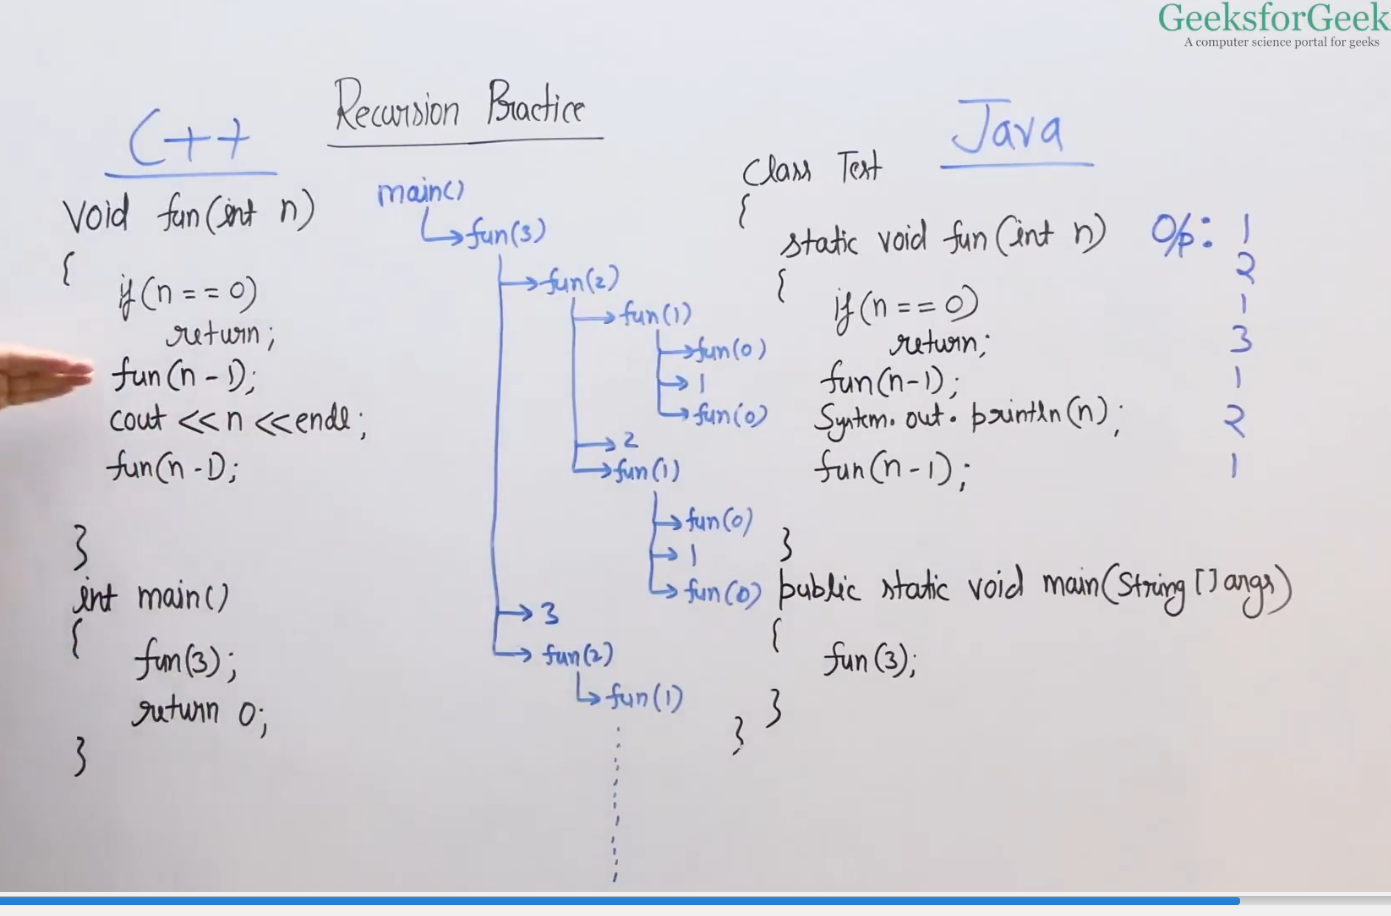 GeeksforGeek
A computer science portal for geeks
Recursion Practice
C++
void fun(int n)
{
if(n == 0)
return;
fun(n-1);
cout <<n <<endl;
fun(n-1);
}
int main()
{
fun(3);
return 0;
}
main()
fun(3)
fun(2)
fun(1)
fun(0)
1
fun(0)
2
fun(1)
fun(0)
1
fun(0)
3
fun(2)
fun(1)
Java
Class Test
{
static void fun(int n)
{
if(n == 0)
return;
fun(n-1);
System.out.println(n);
fun(n-1);
}
public static void main(String [] args)
{
fun(3);
}
}
O/p: 1
2
1
3
1
2
1